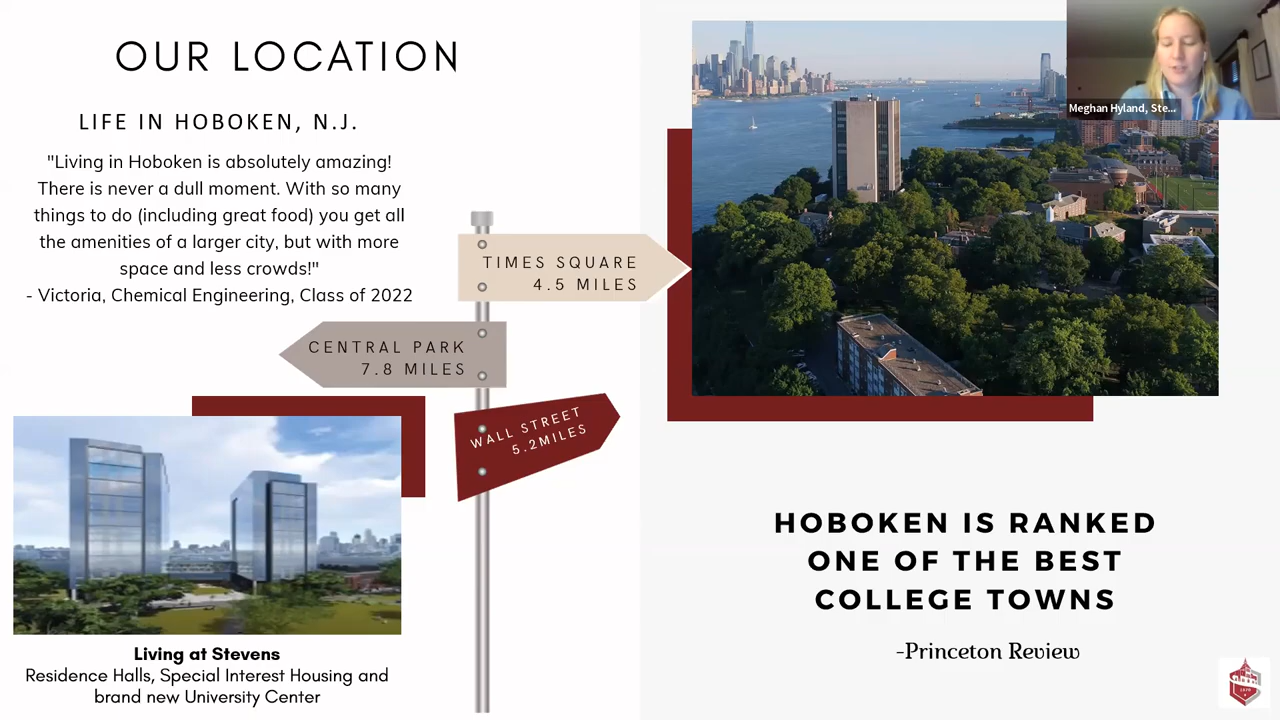 OUR LOCATION
LIFE IN HOBOKEN, N.J.
"Living in Hoboken is absolutely amazing!
There is never a dull moment. With so many
things to do (including great food) you get all
the amenities of a larger city, but with more
space and less crowds!"
- Victoria, Chemical Engineering, Class of 2022
TIMES SQUARE
4.5 MILES
CENTRAL PARK
7.8 MILES
WALL STREET
5.2MILES
Living at Stevens
Residence Halls, Special Interest Housing and
brand new University Center
Meghan Hyland, Ste...
HOBOKEN IS RANKED
ONE OF THE BEST
COLLEGE TOWNS
-Princeton Review